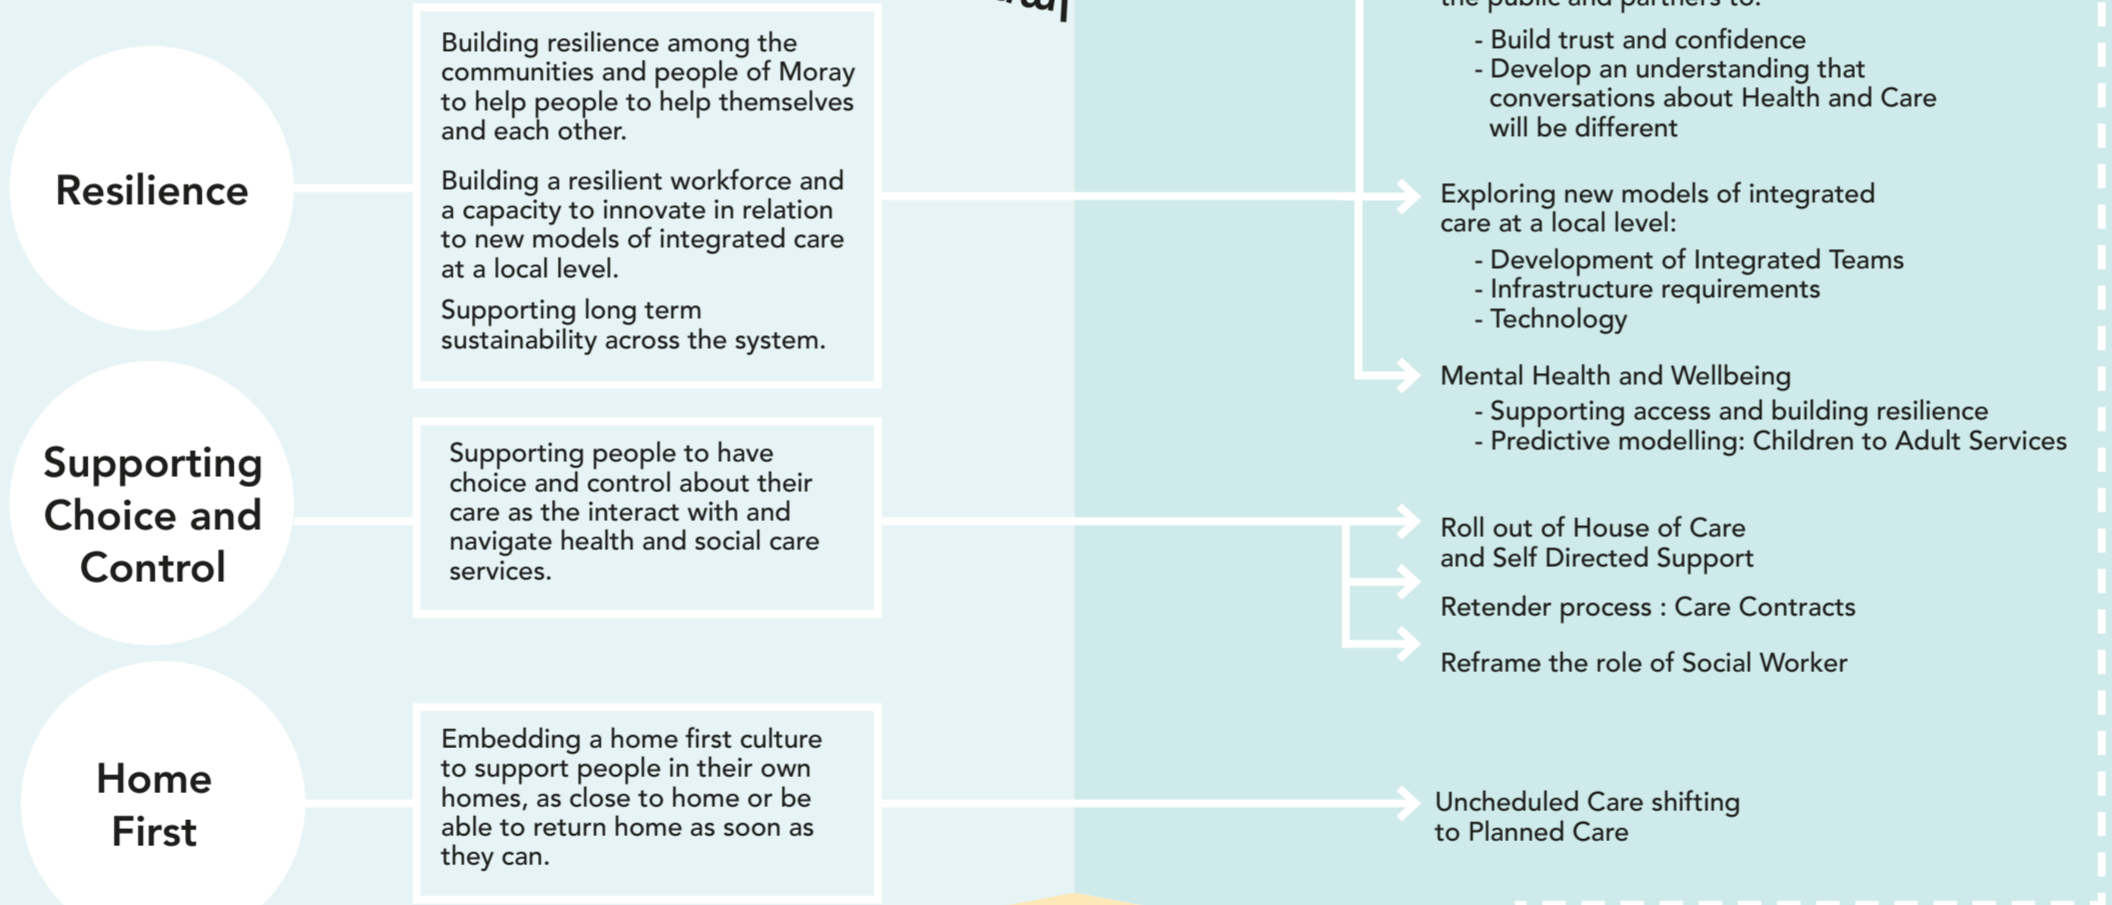 Resilience
Building resilience among the
communities and people of Moray
to help people to help themselves
and each other.
Building a resilient workforce and
a capacity to innovate in relation
to new models of integrated care
at a local level.
Supporting long term
sustainability across the system.
the public and partners to:
- Build trust and confidence
- Develop an understanding that
conversations about Health and Care
will be different
Exploring new models of integrated
care at a local level:
- Development of Integrated Teams
- Infrastructure requirements
- Technology
Mental Health and Wellbeing
- Supporting access and building resilience
- Predictive modelling: Children to Adult Services
Supporting
Choice and
Control
Supporting people to have
choice and control about their
care as the interact with and
navigate health and social care
services.
Roll out of House of Care
and Self Directed Support
Retender process : Care Contracts
Reframe the role of Social Worker
Home
First
Embedding a home first culture
to support people in their own
homes, as close to home or be
able to return home as soon as
they can.
Uncheduled Care shifting
to Planned Care